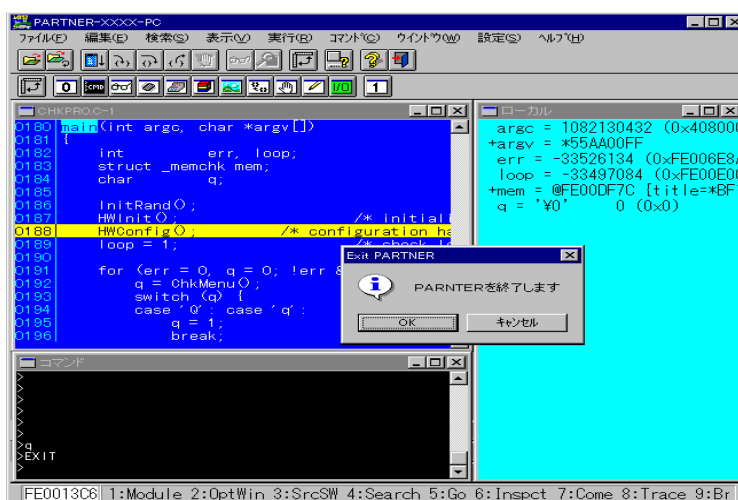 PARTNER-XXXX-PC
ファイル(F) 編集(E) 検索(S) 表示(V) 実行(R) コマンド(C) ウインドウ(W) 設定(S) ヘルプ(H)
0 CMD I/O 1
CHKPRO.C-1
0180 main(int argc, char *argv[])
0181 {
0182 int err, loop;
0183 struct _memchk mem;
0184 char q;
0185
0186 InitRand();
0187 HWInit(); /* initiali
0188 HWConfig(); /* configuration ha
0189 loop = 1; /* check lo
0190
0191 for (err = 0, q = 0; !err &
0192 q = ChkMenu();
0193 switch (q) {
0194 case 'Q': case 'q':
0195 q = 1;
0196 break;
ローカル
argc = 1082130432 (0x408000
+argv = *55AA00FF
err = -33526134 (0xFE006E8A
loop = -33497084 (0xFE00E00
+mem = @FE00DF7C [title=*BF
q = '¥0' 0 (0x0)
Exit PARTNER
PARNTERを終了します
OK キャンセル
コマンド
>
>
>
>
>
>
>q
>EXIT
>
FE0013C6 1:Module 2:OptWin 3:SrcSW 4:Search 5:Go 6:Inspct 7:Come 8:Trace 9:Br